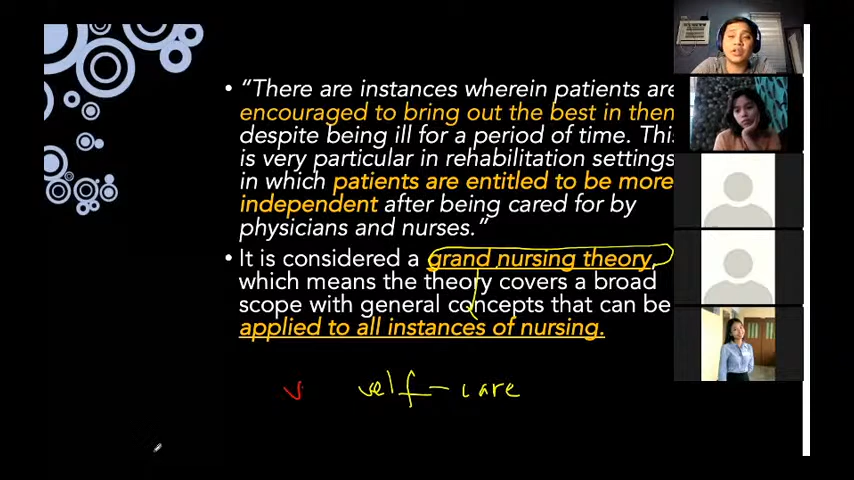 • “There are instances wherein patients are
encouraged to bring out the best in them
despite being ill for a period of time. This
is very particular in rehabilitation settings
in which patients are entitled to be more
independent after being cared for by
physicians and nurses.”
• It is considered a grand nursing theory,
which means the theory covers a broad
scope with general concepts that can be
applied to all instances of nursing.
self-care